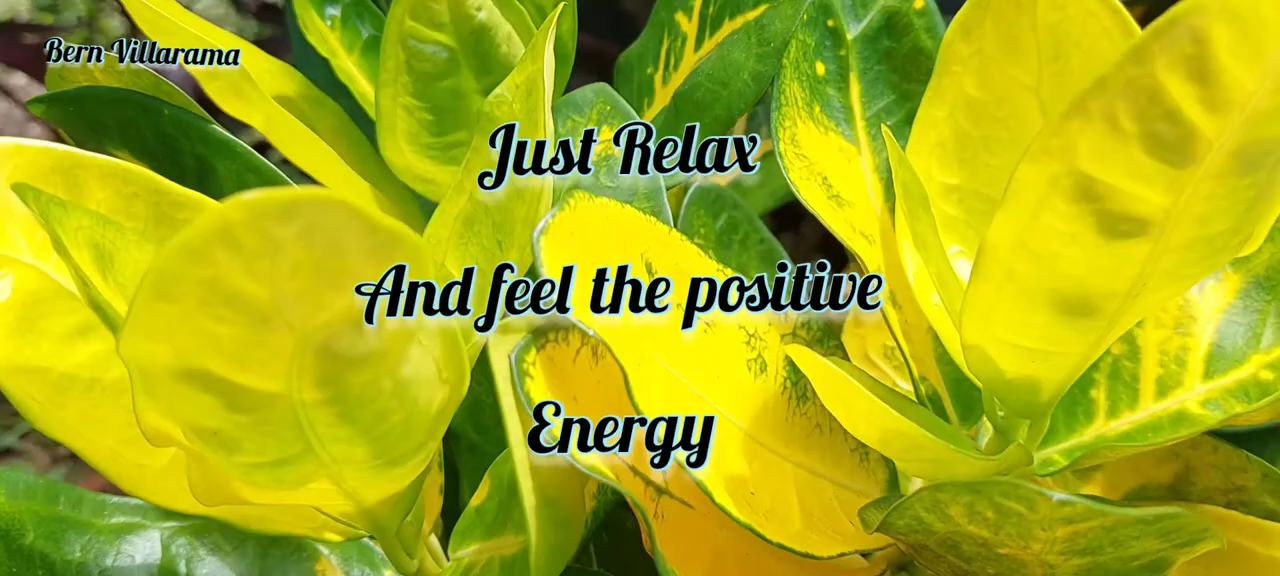 Bern Villarama
Just Relax
And feel the positive
Energy